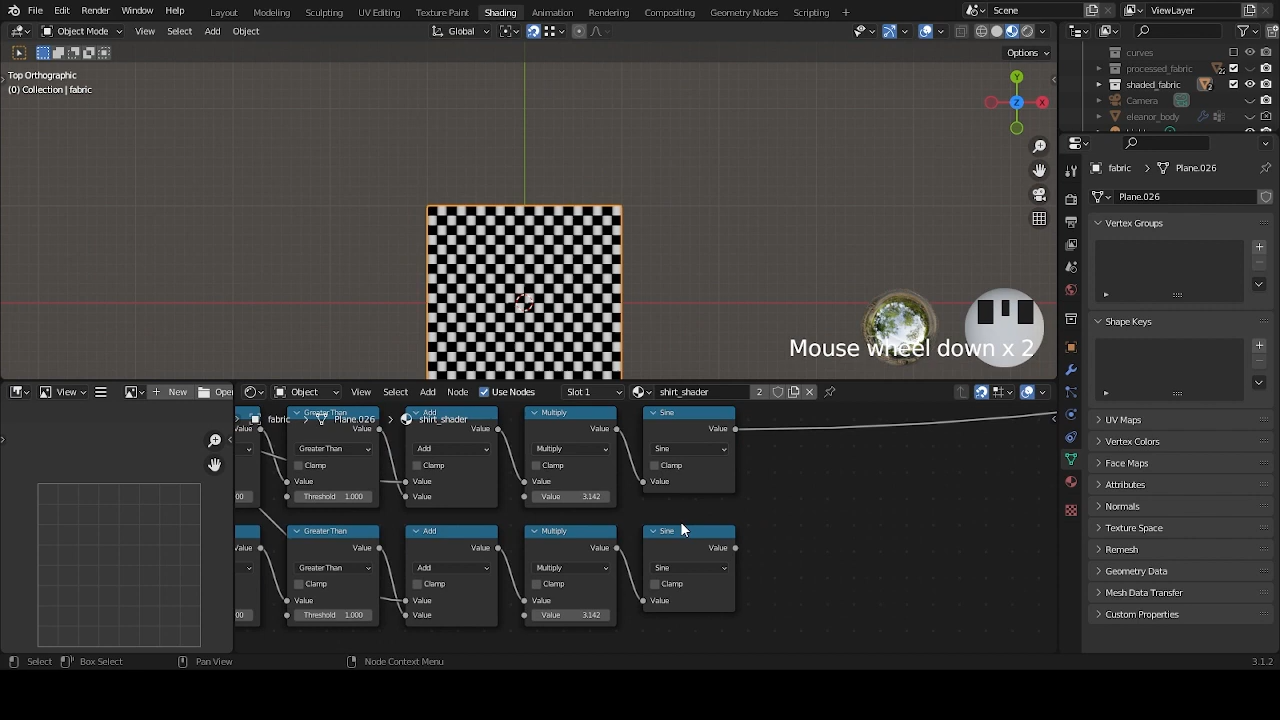 File Edit Render Window Help Layout Modeling Sculpting UV Editing Texture Paint Shading Animation Rendering Compositing Geometry Nodes Scripting + Scene ViewLayer
Object Mode View Select Add Object Global
Options
Top Orthographic
(0) Collection | fabric
Y
Z X
curves
processed_fabric
shaded_fabric
Camera
eleanor_body
fabric Plane.026
Plane.026
Vertex Groups
Shape Keys
UV Maps
Vertex Colors
Face Maps
Attributes
Normals
Texture Space
Remesh
Geometry Data
Mesh Data Transfer
Custom Properties
Mouse wheel down x 2
View New Open Object View Select Add Node Use Nodes Slot 1 shirt_shader 2
fabric Plane.026 shirt_shader
Greater Than Add Multiply Sine
Value Value Value Value
Greater Than Add Multiply Sine
Clamp Clamp Clamp Clamp
Value Value Value Value
Threshold 1.000 Value Value 3.142
Greater Than Add Multiply Sine
Value Value Value Value
Greater Than Add Multiply Sine
Clamp Clamp Clamp Clamp
Value Value Value Value
Threshold 1.000 Value Value 3.142
Select Box Select Pan View Node Context Menu 3.1.2